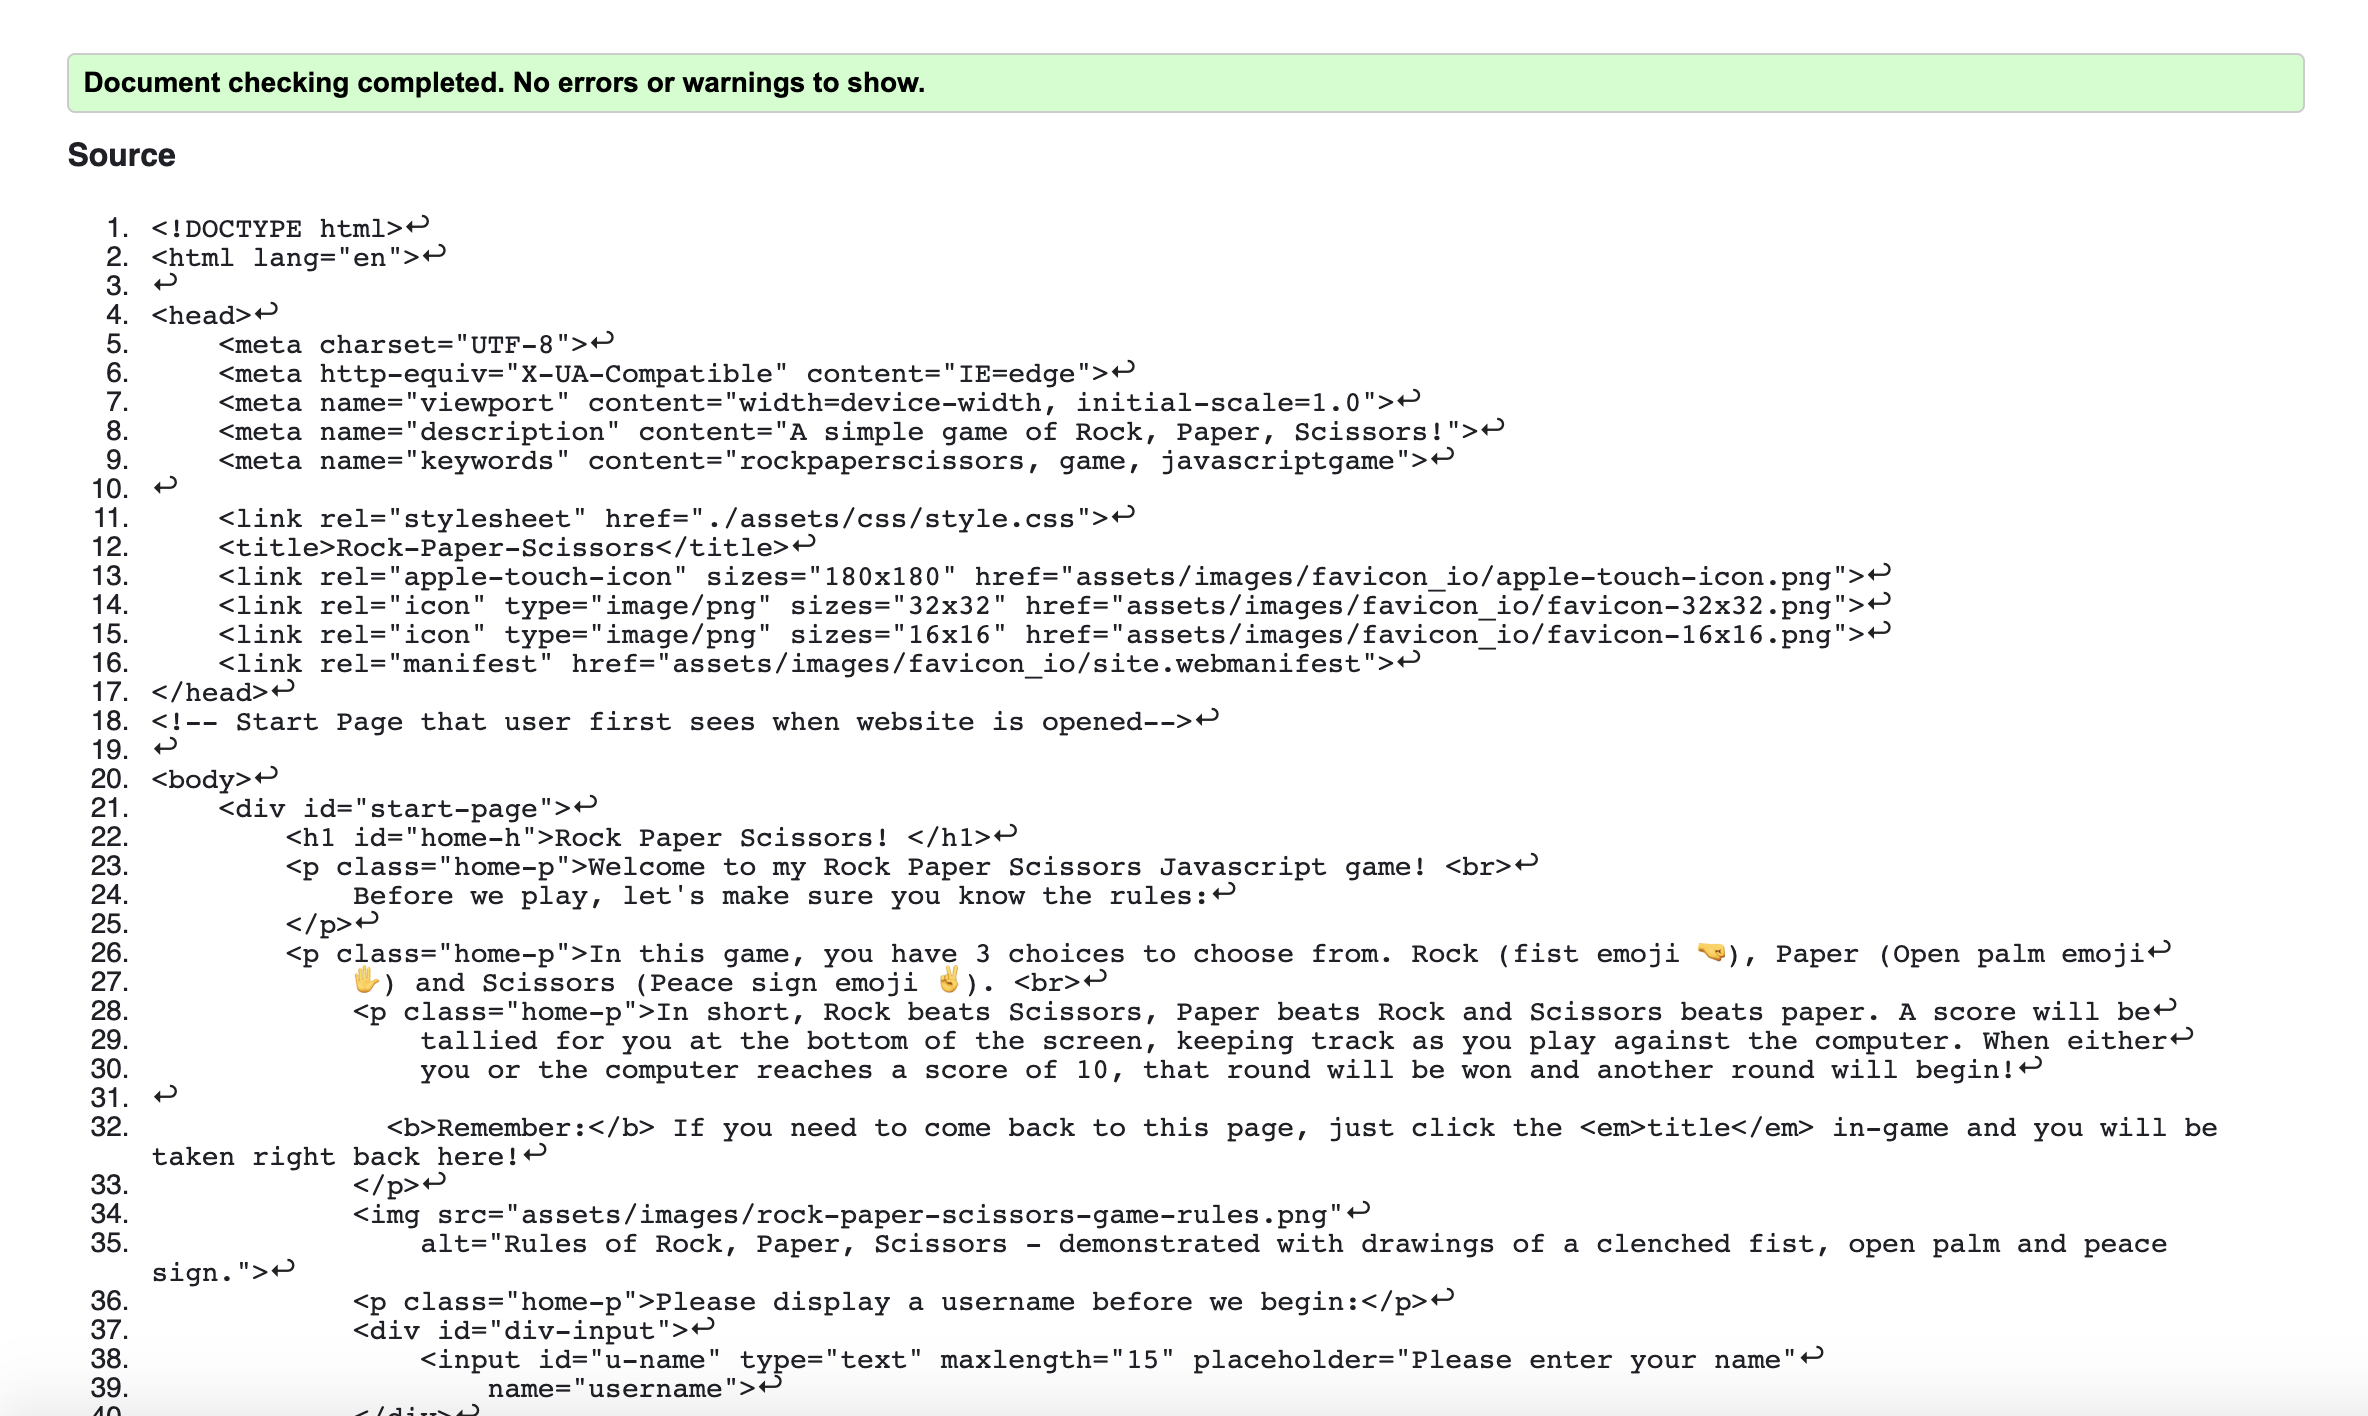 Document checking completed. No errors or warnings to show.
Source
1. <!DOCTYPE html>↩
2. <html lang="en">↩
3. ↩
4. <head>↩
5.     <meta charset="UTF-8">↩
6.     <meta http-equiv="X-UA-Compatible" content="IE=edge">↩
7.     <meta name="viewport" content="width=device-width, initial-scale=1.0">↩
8.     <meta name="description" content="A simple game of Rock, Paper, Scissors!">↩
9.     <meta name="keywords" content="rockpaperscissors, game, javascriptgame">↩
10. ↩
11.     <link rel="stylesheet" href="./assets/css/style.css">↩
12.     <title>Rock-Paper-Scissors</title>↩
13.     <link rel="apple-touch-icon" sizes="180x180" href="assets/images/favicon_io/apple-touch-icon.png">↩
14.     <link rel="icon" type="image/png" sizes="32x32" href="assets/images/favicon_io/favicon-32x32.png">↩
15.     <link rel="icon" type="image/png" sizes="16x16" href="assets/images/favicon_io/favicon-16x16.png">↩
16.     <link rel="manifest" href="assets/images/favicon_io/site.webmanifest">↩
17. </head>↩
18. <!-- Start Page that user first sees when website is opened-->↩
19. ↩
20. <body>↩
21.     <div id="start-page">↩
22.         <h1 id="home-h">Rock Paper Scissors! </h1>↩
23.         <p class="home-p">Welcome to my Rock Paper Scissors Javascript game! <br>↩
24.             Before we play, let's make sure you know the rules:↩
25.         </p>↩
26.         <p class="home-p">In this game, you have 3 choices to choose from. Rock (fist emoji 🤜), Paper (Open palm emoji↩
27.             🖐) and Scissors (Peace sign emoji ✌). <br>↩
28.             <p class="home-p">In short, Rock beats Scissors, Paper beats Rock and Scissors beats paper. A score will be↩
29.                 tallied for you at the bottom of the screen, keeping track as you play against the computer. When either↩
30.                 you or the computer reaches a score of 10, that round will be won and another round will begin!↩
31. ↩
32.               <b>Remember:</b> If you need to come back to this page, just click the <em>title</em> in-game and you will be
taken right back here!↩
33.             </p>↩
34.             <img src="assets/images/rock-paper-scissors-game-rules.png"↩
35.                 alt="Rules of Rock, Paper, Scissors - demonstrated with drawings of a clenched fist, open palm and peace
sign.">↩
36.             <p class="home-p">Please display a username before we begin:</p>↩
37.             <div id="div-input">↩
38.                 <input id="u-name" type="text" maxlength="15" placeholder="Please enter your name"↩
39.                     name="username">↩
40.             </div>↩